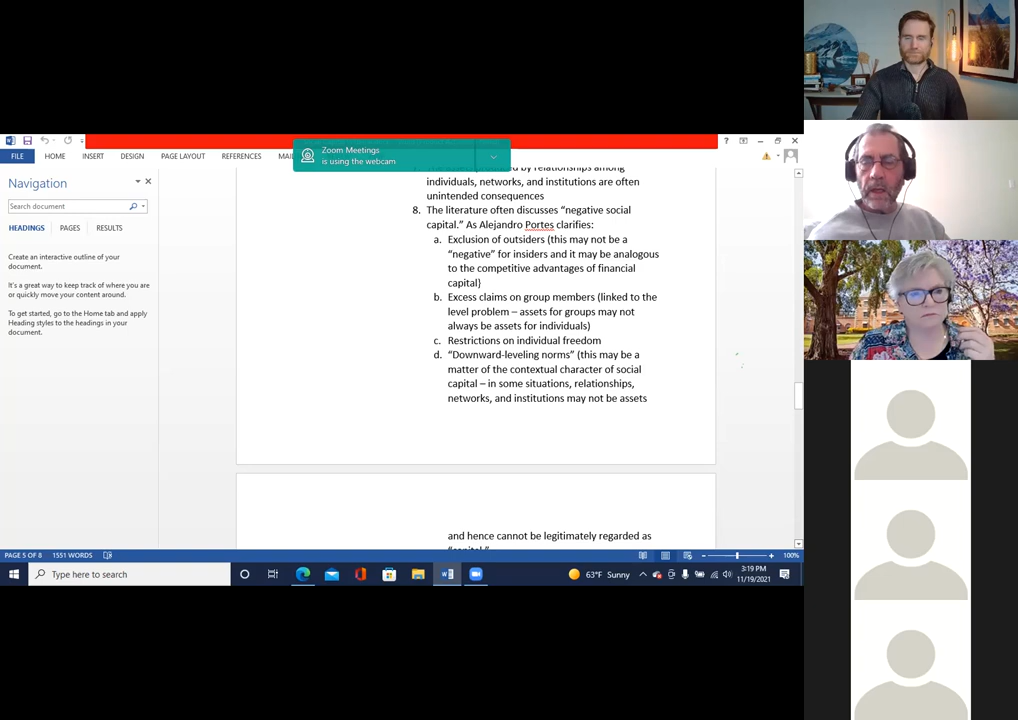 Zoom Meetings
is using the webcam
FILE HOME INSERT DESIGN PAGE LAYOUT REFERENCES
Navigation
Search document
HEADINGS PAGES RESULTS
Create an interactive outline of your
document.
It's a great way to keep track of where you are
or quickly move your content around.
To get started, go to the Home tab and apply
Heading styles to the headings in your
document.
by relationships among
individuals, networks, and institutions are often
unintended consequences
8. The literature often discusses “negative social
capital.” As Alejandro Portes clarifies:
a. Exclusion of outsiders (this may not be a
“negative” for insiders and it may be analogous
to the competitive advantages of financial
capital)
b. Excess claims on group members (linked to the
level problem – assets for groups may not
always be assets for individuals)
c. Restrictions on individual freedom
d. “Downward-leveling norms” (this may be a
matter of the contextual character of social
capital – in some situations, relationships,
networks, and institutions may not be assets
and hence cannot be legitimately regarded as
PAGE 5 OF 8 1551 WORDS 100%
Type here to search 63°F Sunny 3:19 PM
11/19/2021